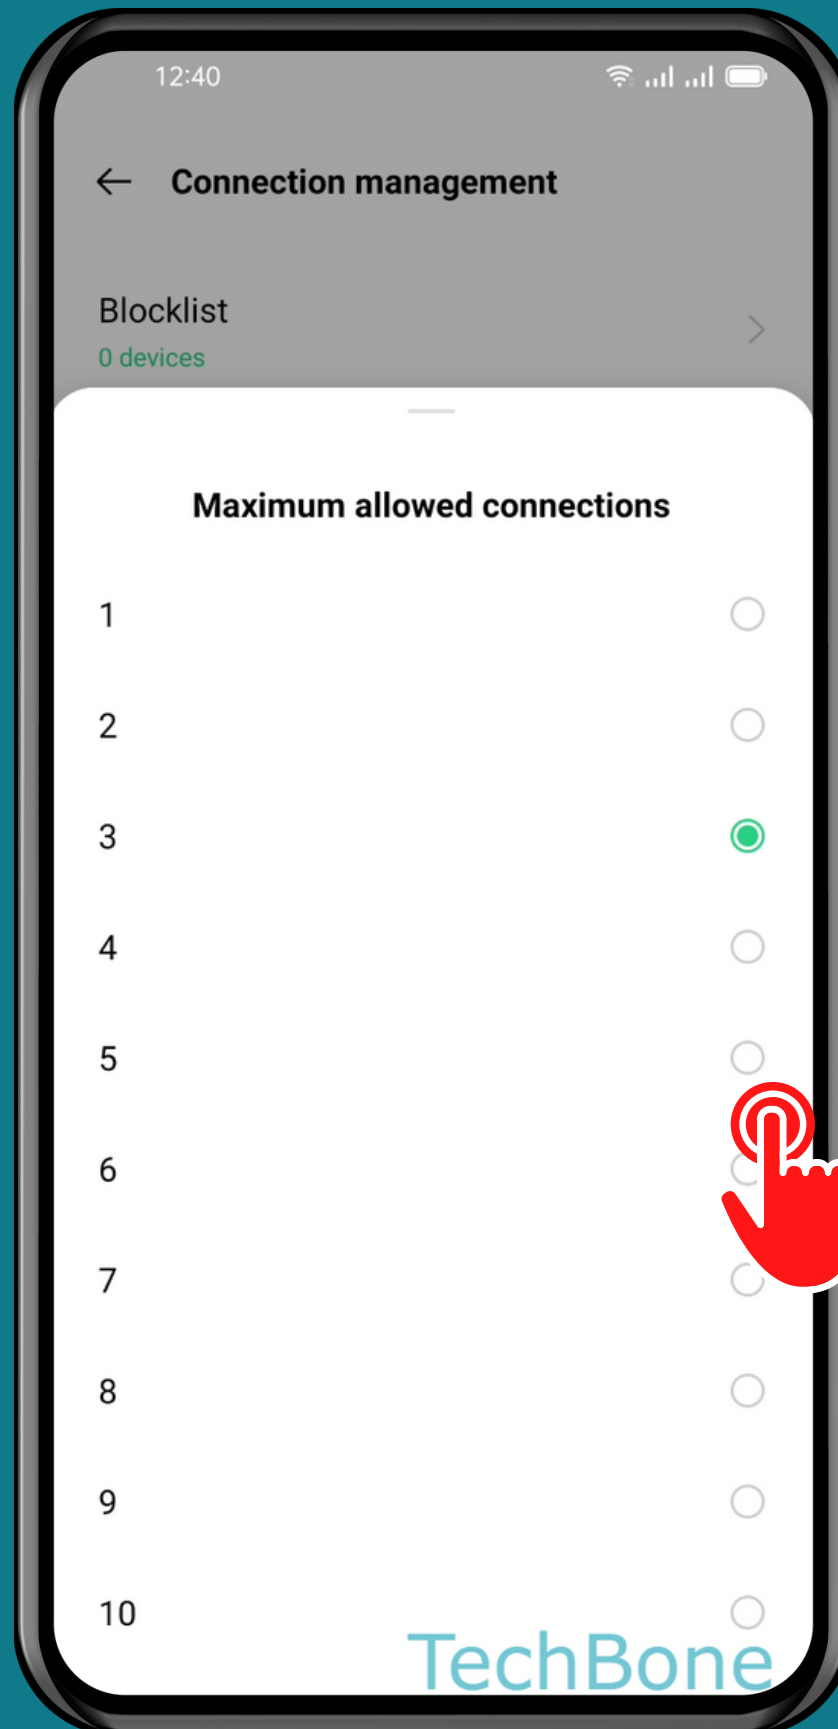 12:40
Connection management
Blocklist
0 devices
Maximum allowed connections
1
2
3
4
5
6
7
8
9
10
TechBone